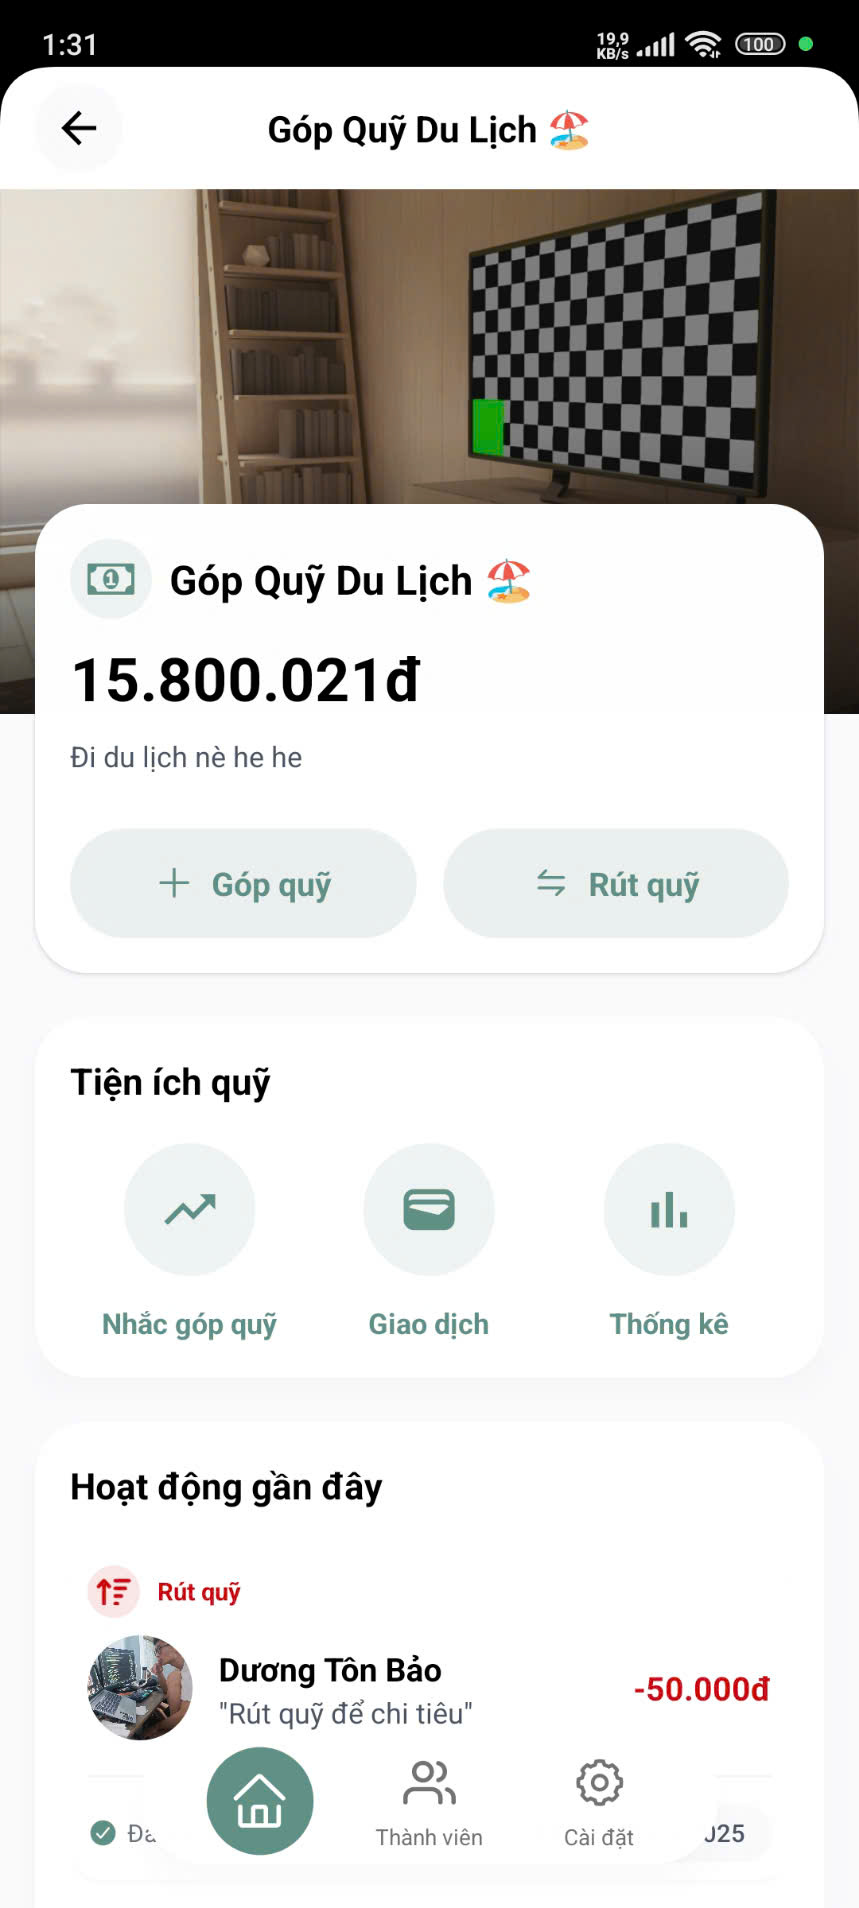 1:31
19,9
KB/s
100
Góp Quỹ Du Lịch 🏖️
1
Góp Quỹ Du Lịch 🏖️
15.800.021đ
Đi du lịch nè he he
Góp quỹ
Rút quỹ
Tiện ích quỹ
Nhắc góp quỹ
Giao dịch
Thống kê
Hoạt động gần đây
Rút quỹ
Dương Tôn Bảo
"Rút quỹ để chi tiêu"
-50.000đ
Thành viên
Cài đặt